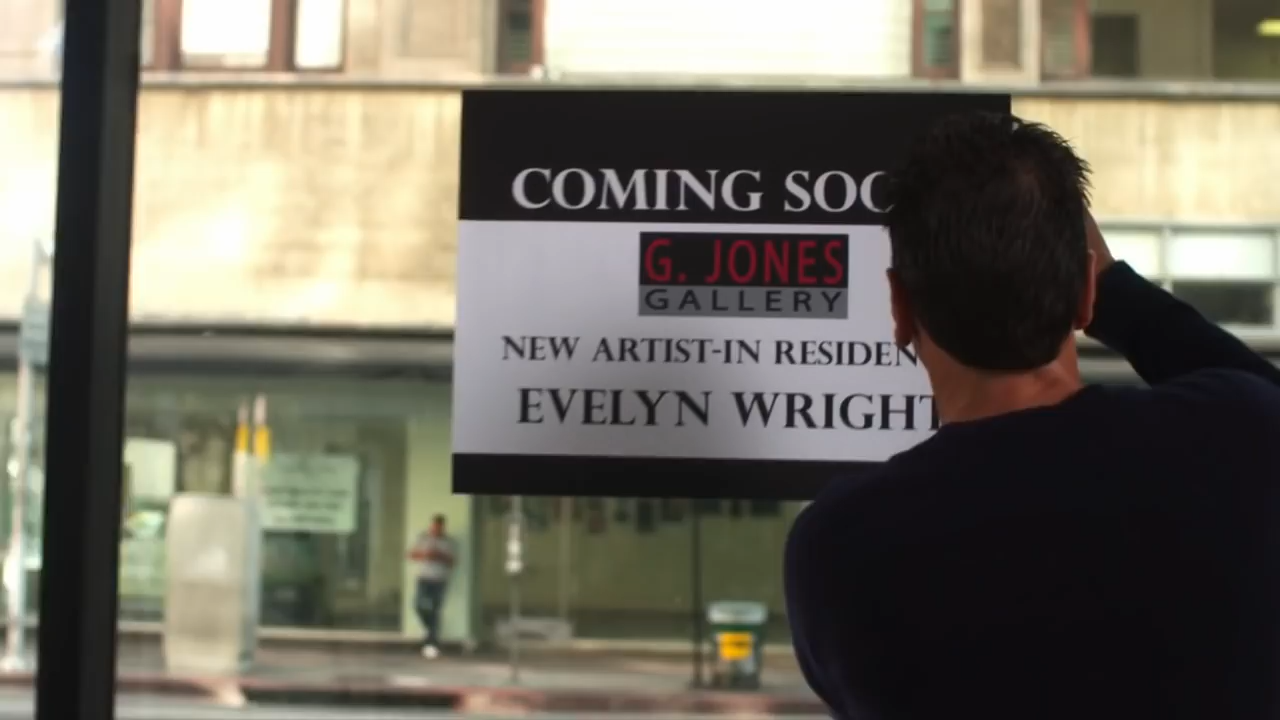 COMING SOO
G. JONES
GALLERY
NEW ARTIST-IN RESIDEN
EVELYN WRIGHT